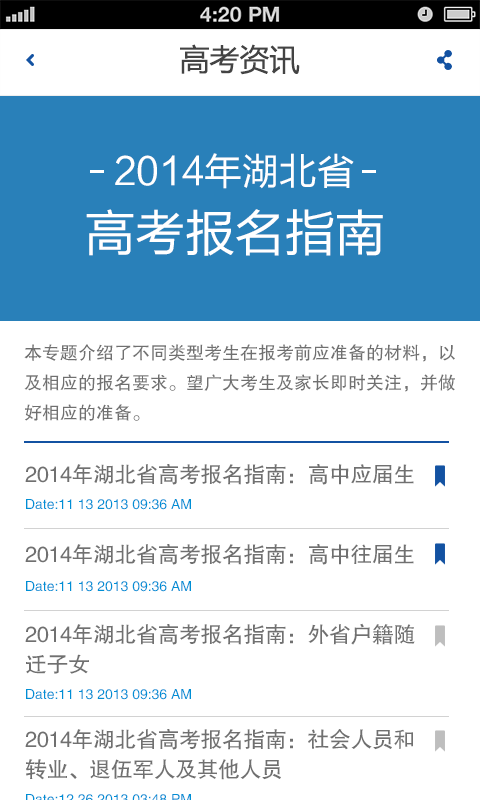 4:20 PM
高考资讯
-2014年湖北省-
高考报名指南
本专题介绍了不同类型考生在报考前应准备的材料，以
及相应的报名要求。望广大考生及家长即时关注，并做
好相应的准备。
2014年湖北省高考报名指南：高中应届生
Date:11 13 2013 09:36 AM
2014年湖北省高考报名指南：高中往届生
Date:11 13 2013 09:36 AM
2014年湖北省高考报名指南：外省户籍随
迁子女
Date:11 13 2013 09:36 AM
2014年湖北省高考报名指南：社会人员和
转业、退伍军人及其他人员
Date:12 26 2013 03:48 PM